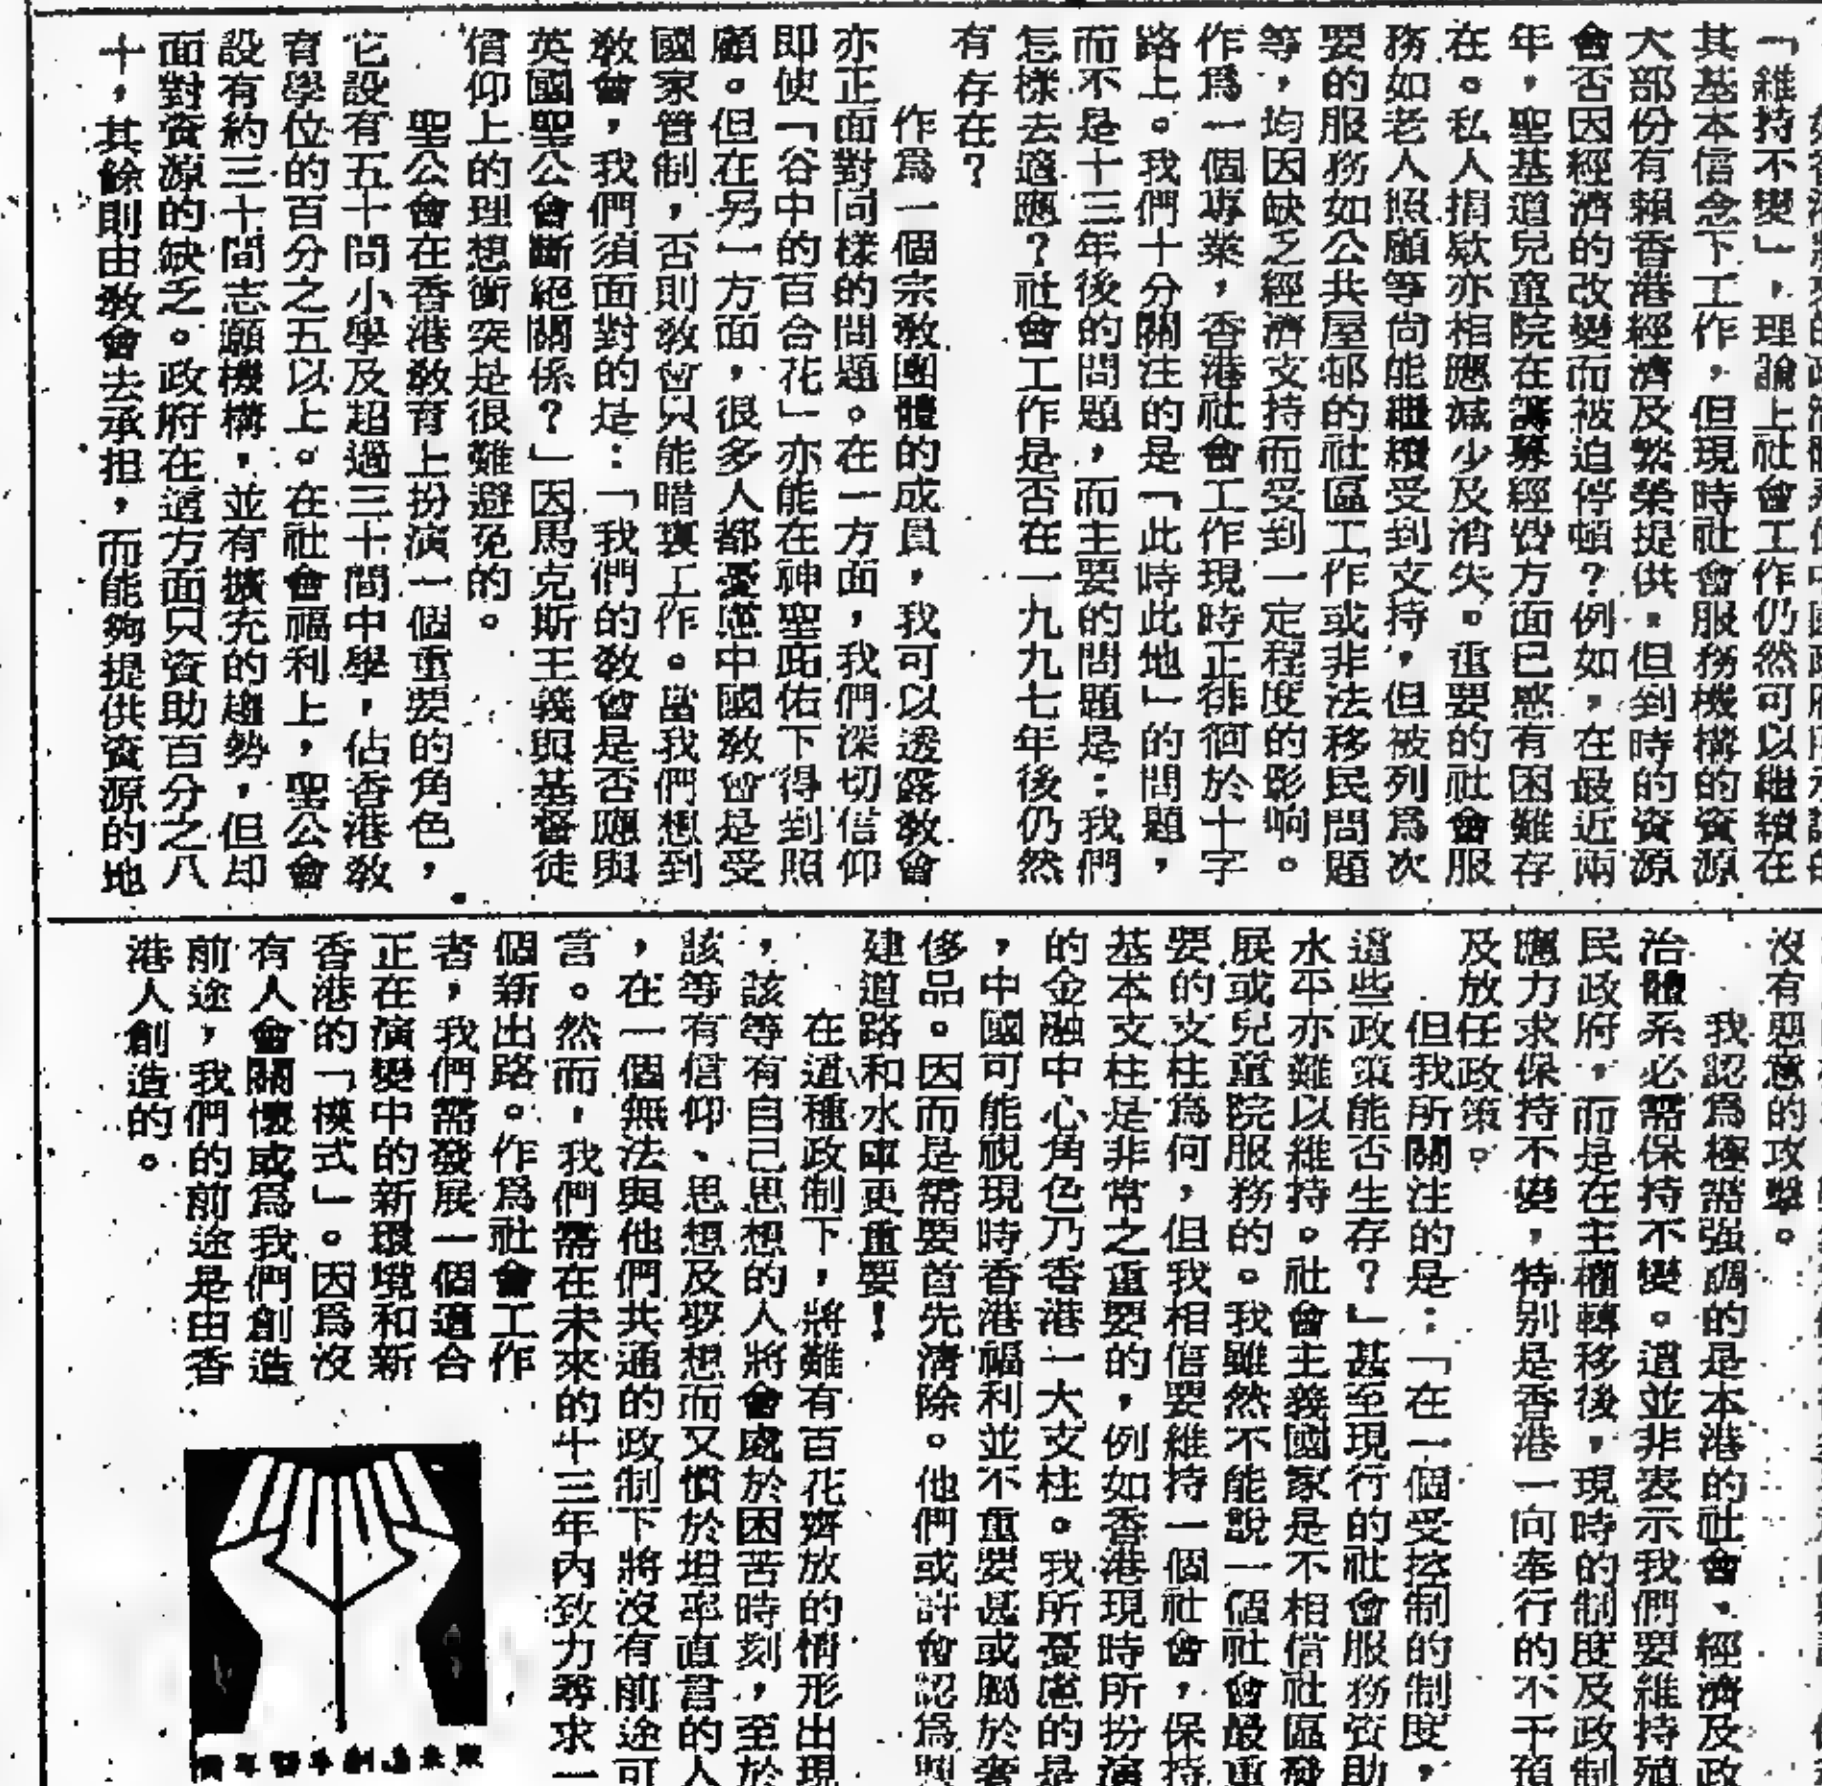 「維持不變」，理論上社會工作仍然可以繼續在
其基本信念下工作，但現時社會服務機構的資源
大部份有賴香港經濟及繁榮提供。但到時的資源
會否因經濟的改變而被迫停頓？例如，在最近兩
年，聖基道兒童院在籌募經費方面已感有困難存
在。私人捐款亦相應減少及消失。重要的社會服
務如老人照顧等尚能繼續受到支持，但被列爲次
要的服務如公共屋邨的社區工作或非法移民問題
等，均因缺乏經濟支持而受到一定程度的影响。
作爲一個專業，香港社會工作現時正徘徊於十字
路上。我們十分關注的是「此時此地」的問題，
而不是十三年後的問題，而主要的問題是：我們
怎樣去適應？社會工作是否在一九九七年後仍然
有存在？
作爲一個宗教團體的成員，我可以透露教會
亦正面對同樣的問題。在一方面，我們深切信仰
即使「谷中的百合花」亦能在神聖庇佑下得到照
顧。但在另一方面，很多人都憂慮中國教會是受
國家管制，否則教會只能暗裏工作。當我們想到
教會，我們須面對的是：「我們的教會是否應與
英國聖公會斷絕關係？」因馬克斯主義與基督徒
信仰上的理想衝突是很難避免的。
聖公會在香港教育上扮演一個重要的角色，
它設有五十間小學及超過三十間中學，佔香港教
育學位的百分之五以上。在社會福利上，聖公會
設有約三十間志願機構，並有擴充的趨勢，但却
面對資源的缺乏。政府在這方面只資助百分之八
十，其餘則由教會去承担，而能夠提供資源的地
沒有惡意的攻擊。
我認爲極需强調的是本港的社會、經濟及政
治體系必需保持不變。這並非表示我們要維持殖
民政府，而是在主權轉移後，現時的制度及政制
應力求保持不變，特別是香港一向奉行的不干預
及放任政策。
但我所關注的是：「在一個受控制的制度，
這些政策能否生存？」甚至現行的社會服務資助
水平亦難以維持。社會主義國家是不相信社區發
展或兒童院服務的。我雖然不能說一個社會最重
要的支柱爲何，但我相信要維持一個社會，保持
基本支柱是非常之重要的，例如香港現時所扮演
的金融中心角色乃香港一大支柱。我所憂慮的是
，中國可能視現時香港福利並不重要甚或屬於奢
侈品。因而是需要首先清除。他們或許會認爲興
建道路和水庫更重要！
在這種政制下，將難有百花齊放的情形出現
，該等有自己思想的人將會處於困苦時刻，至於
該等有信仰、思想及夢想而又慣於坦率直言的人
，在一個無法與他們共通的政制下將沒有前途可
言。然而，我們需在未來的十三年內致力尋求一
個新出路。作爲社會工作
者，我們需發展一個適合
正在演變中的新環境和新
香港的「模式」。因爲沒
有人會關懷或爲我們創造
前途，我們的前途是由香
港人創造的。